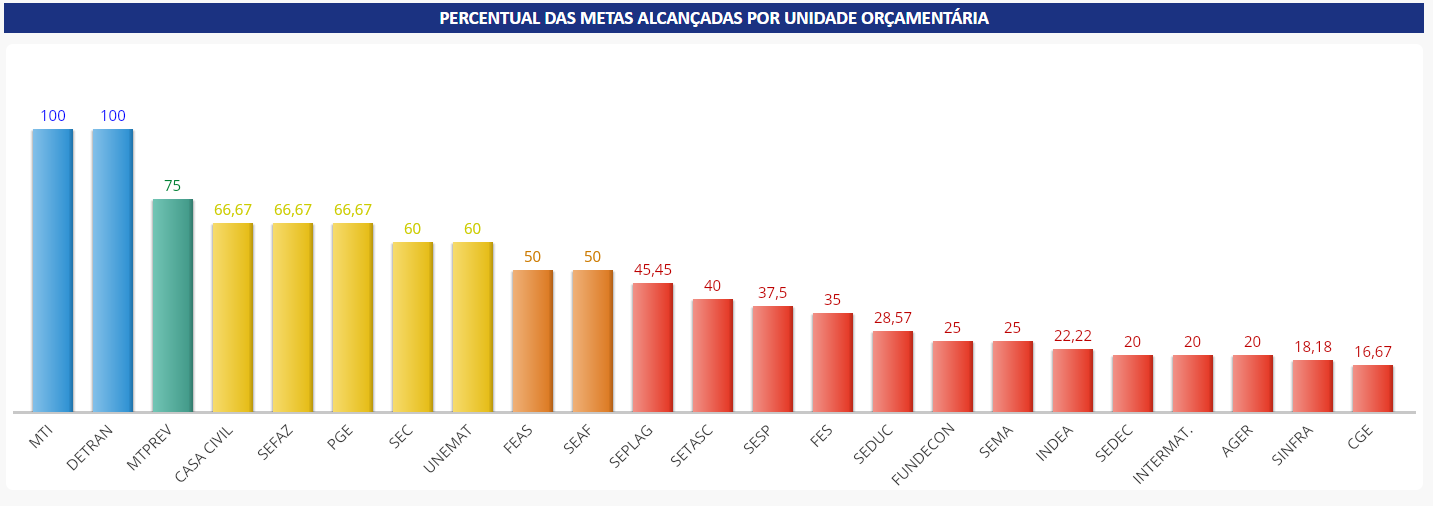 PERCENTUAL DAS METAS ALCANÇADAS POR UNIDADE ORÇAMENTÁRIA
100 100 75 66,67 66,67 66,67 60 60 50 50 45,45 40 37,5 35 28,57 25 25 22,22 20 20 20 18,18 16,67
MTI DETRAN MTPREV CASA CIVIL SEFAZ PGE SEC UNEMAT FEAS SEAF SEPLAG SETASC SESP FES SEDUC FUNDECON SEMA INDEA SEDEC INTERMAT. AGER SINFRA CGE